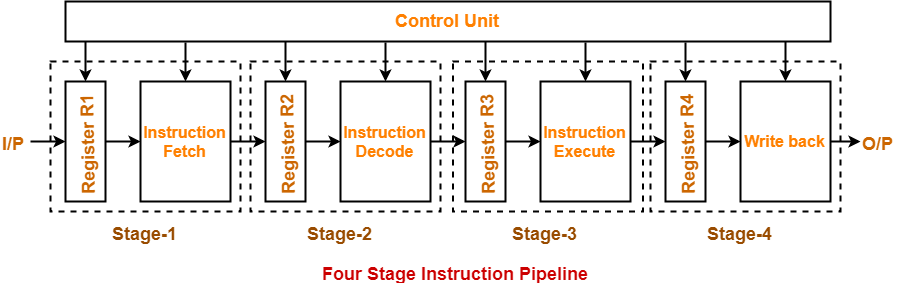 Control Unit
I/P
Register R1
Instruction
Fetch
Register R2
Instruction
Decode
Register R3
Instruction
Execute
Register R4
Write back
O/P
Stage-1
Stage-2
Stage-3
Stage-4
Four Stage Instruction Pipeline